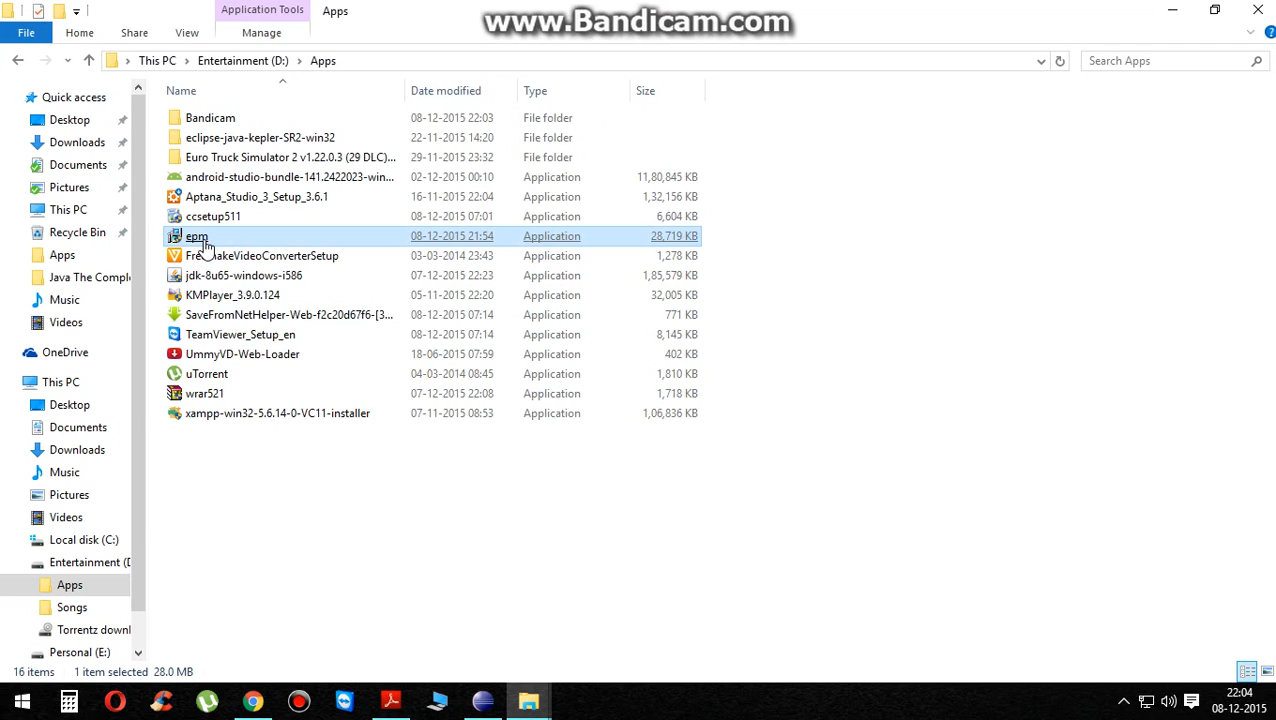 Application Tools
Apps
www.Bandicam.com
File
Home
Share
View
Manage
This PC
Entertainment (D:)
Apps
Search Apps
Quick access
Desktop
Downloads
Documents
Pictures
This PC
Recycle Bin
Apps
Java The Compl
Music
Videos
OneDrive
This PC
Desktop
Documents
Downloads
Music
Pictures
Videos
Local disk (C:)
Entertainment (D
Apps
Songs
Torrentz downl
Personal (E:)
Name Date modified Type Size
Bandicam 08-12-2015 22:03 File folder
eclipse-java-kepler-SR2-win32 22-11-2015 14:20 File folder
Euro Truck Simulator 2 v1.22.0.3 (29 DLC)... 29-11-2015 23:32 File folder
android-studio-bundle-141.2422023-win... 02-12-2015 00:10 Application 11,80,845 KB
Aptana_Studio_3_Setup_3.6.1 16-11-2015 22:04 Application 1,32,156 KB
ccsetup511 08-12-2015 07:01 Application 6,604 KB
epm 08-12-2015 21:54 Application 28,719 KB
FreemakeVideoConverterSetup 03-03-2014 23:43 Application 1,278 KB
jdk-8u65-windows-i586 07-12-2015 22:23 Application 1,85,579 KB
KMPlayer_3.9.0.124 05-11-2015 22:20 Application 32,005 KB
SaveFromNetHelper-Web-f2c20d67f6-[3... 08-12-2015 07:14 Application 771 KB
TeamViewer_Setup_en 08-12-2015 07:14 Application 8,145 KB
UmmyVD-Web-Loader 18-06-2015 07:59 Application 402 KB
uTorrent 04-03-2014 08:45 Application 1,810 KB
wrar521 07-12-2015 22:08 Application 1,718 KB
xampp-win32-5.6.14-0-VC11-installer 07-11-2015 08:53 Application 1,06,836 KB
16 items 1 item selected 28.0 MB
22:04
08-12-2015